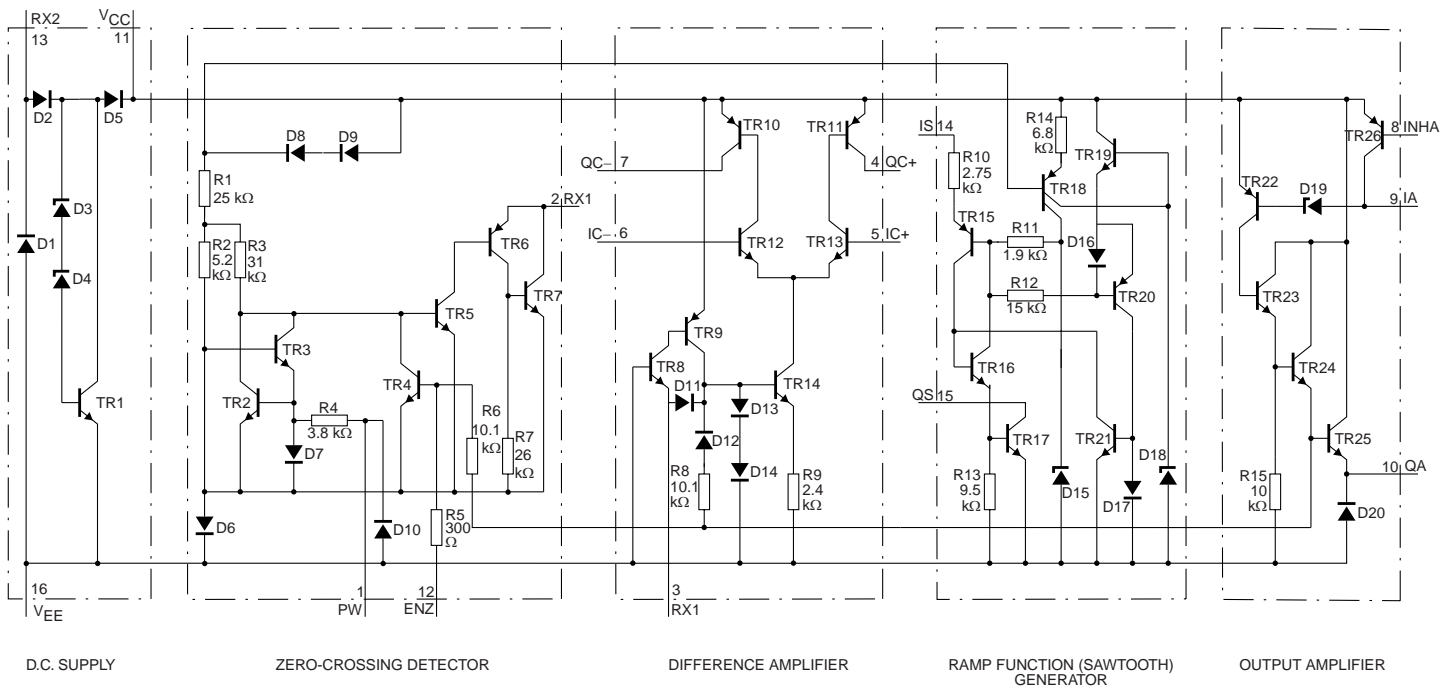 RX2
VCC
13
11
D2
D5
D3
D1
D4
TR1
16
VEE
D.C. SUPPLY
D8
D9
R1
25 kΩ
2 RX1
R2
5.2
kΩ
R3
31
kΩ
TR6
TR7
TR5
TR3
TR4
TR2
R4
3.8 kΩ
D7
R6
10.1
kΩ
R7
26
kΩ
D6
D10
R5
300
Ω
1
12
PW
ENZ
ZERO-CROSSING DETECTOR
TR10
TR11
QC– 7
4 QC+
IC– 6
5 IC+
TR12
TR13
TR9
TR8
D11
TR14
D13
D12
D14
R8
10.1
kΩ
R9
2.4
kΩ
3
RX1
DIFFERENCE AMPLIFIER
IS 14
R14
6.8
kΩ
R10
2.75
kΩ
TR19
TR18
TR15
R11
1.9 kΩ
D16
R12
15 kΩ
TR20
TR16
QS 15
TR17
TR21
D18
R13
9.5
kΩ
D15
D17
RAMP FUNCTION (SAWTOOTH)
GENERATOR
TR26
8 INHA
TR22
D19
9 IA
TR23
TR24
TR25
10 QA
R15
10
kΩ
D20
OUTPUT AMPLIFIER